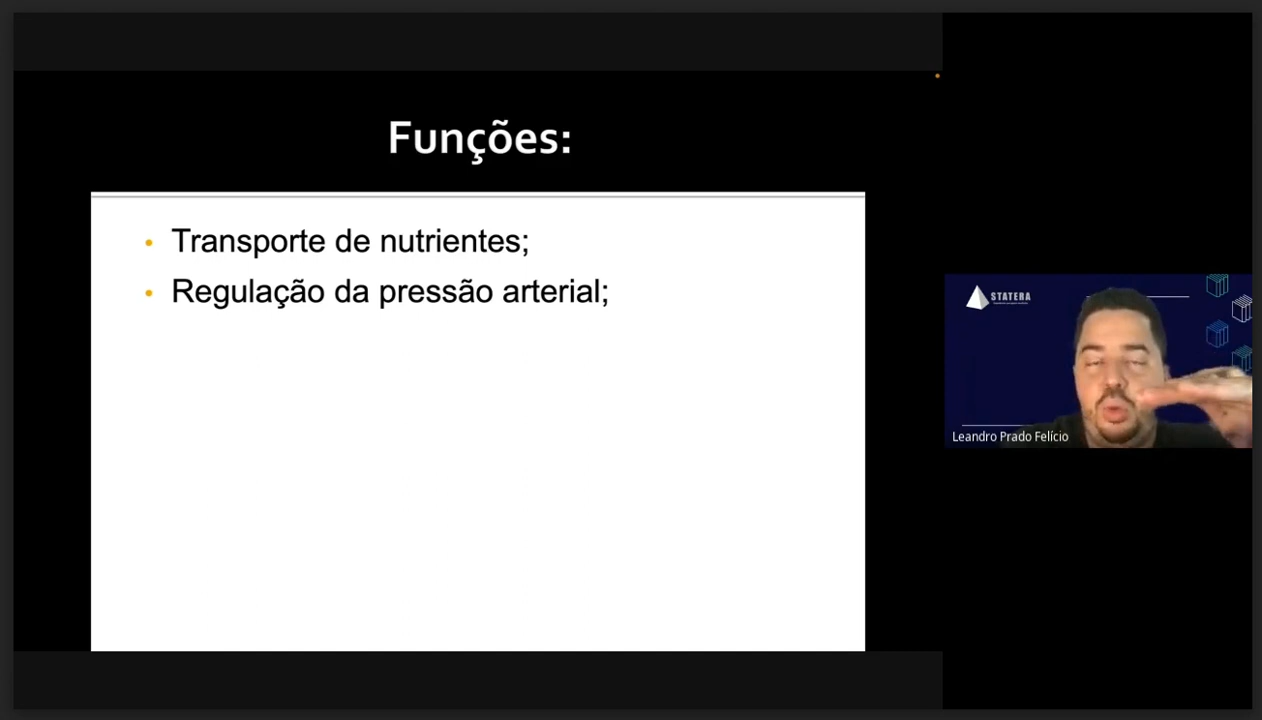 Funções:
• Transporte de nutrientes;
• Regulação da pressão arterial;
STATERA
Leandro Prado Felício